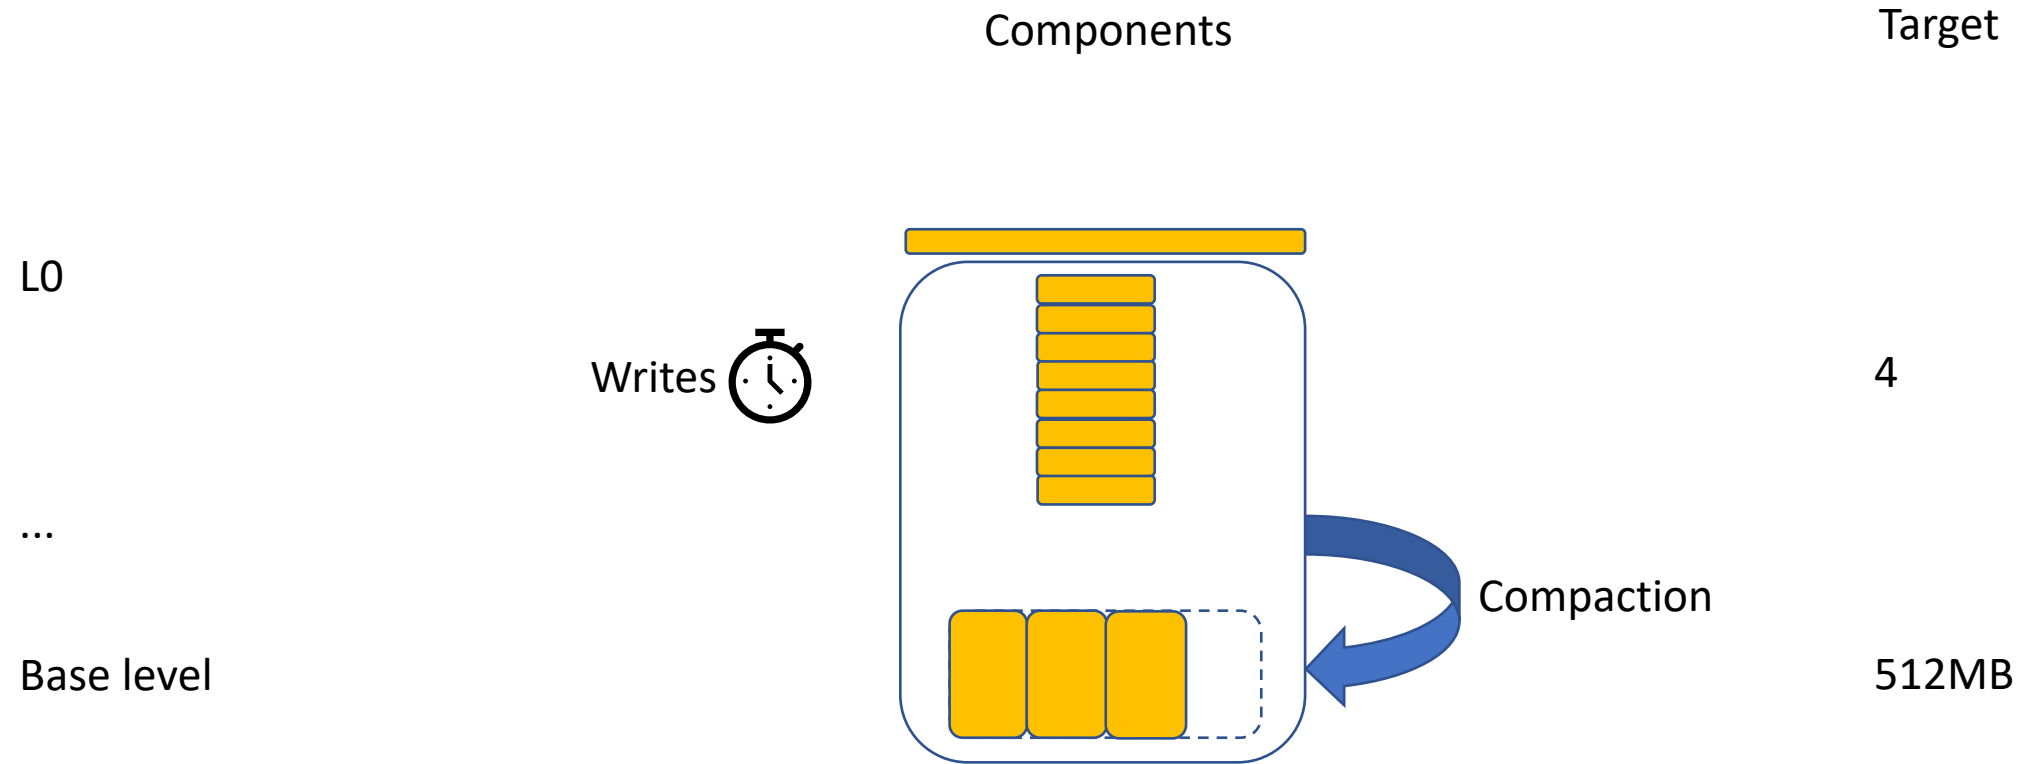 Components
Target
L0
Writes
4
...
Compaction
Base level
512MB